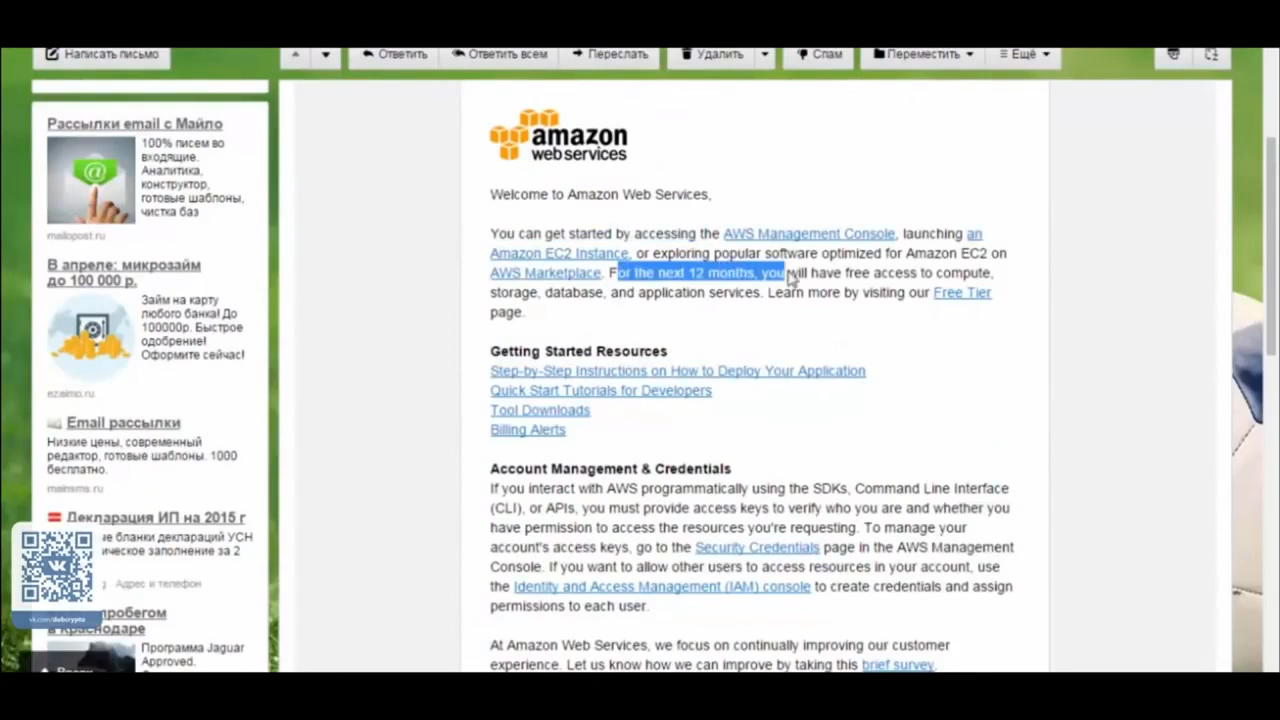 Написать письмо
Ответить
Ответить всем
Переслать
Удалить
Спам
Переместить
Ещё
Рассылки email с Майло
100% писем во
входящие.
Аналитика,
конструктор,
готовые шаблоны,
чистка баз
mailopost.ru
В апреле: микрозайм
до 100 000 р.
Займ на карту
любого банка! До
100000р. Быстрое
одобрение!
Оформите сейчас!
ezaimo.ru
Email рассылки
Низкие цены, современный
редактор, готовые шаблоны. 1000
бесплатно.
mainsms.ru
Декларация ИП на 2015 г
ые бланки деклараций УСН
ическое заполнение за 2
Адрес и телефон
пробегом
в Краснодаре
Программа Jaguar
Approved.
vk.com/dobcrypto
amazon
web services
Welcome to Amazon Web Services,
You can get started by accessing the AWS Management Console, launching an
Amazon EC2 Instance, or exploring popular software optimized for Amazon EC2 on
AWS Marketplace. For the next 12 months, you will have free access to compute,
storage, database, and application services. Learn more by visiting our Free Tier
page.
Getting Started Resources
Step-by-Step Instructions on How to Deploy Your Application
Quick Start Tutorials for Developers
Tool Downloads
Billing Alerts
Account Management & Credentials
If you interact with AWS programmatically using the SDKs, Command Line Interface
(CLI), or APIs, you must provide access keys to verify who you are and whether you
have permission to access the resources you're requesting. To manage your
account's access keys, go to the Security Credentials page in the AWS Management
Console. If you want to allow other users to access resources in your account, use
the Identity and Access Management (IAM) console to create credentials and assign
permissions to each user.
At Amazon Web Services, we focus on continually improving our customer
experience. Let us know how we can improve by taking this brief survey.